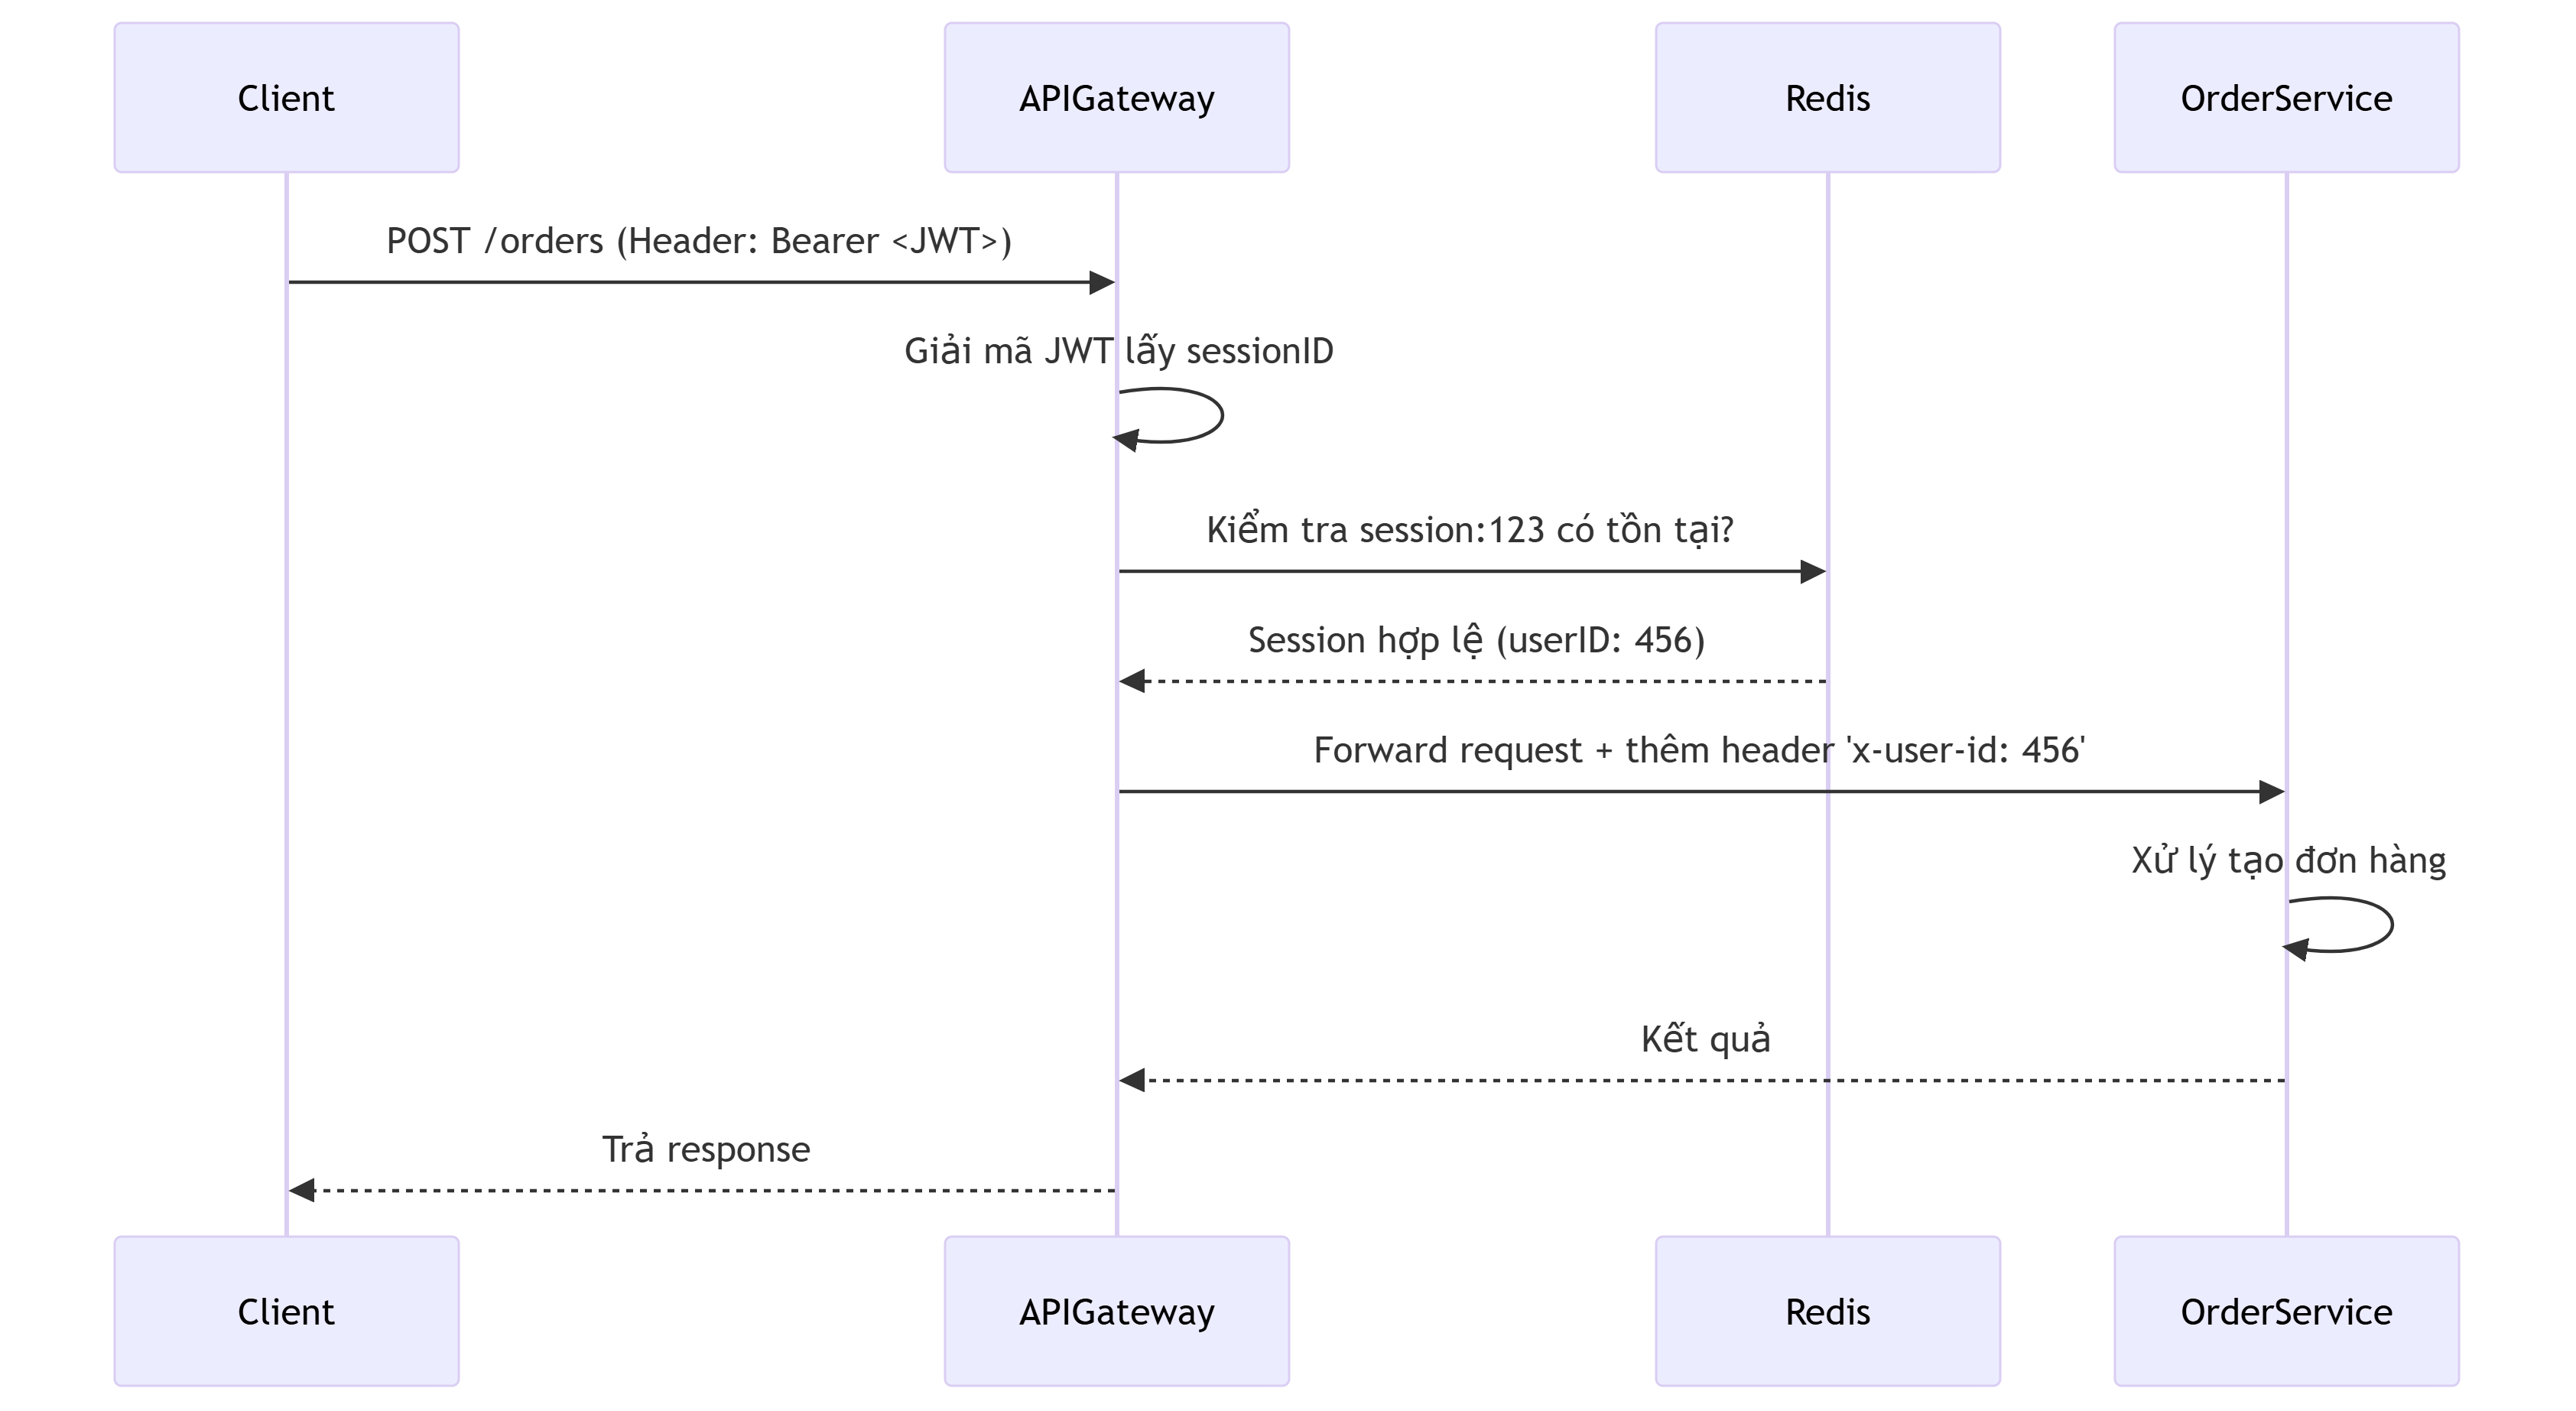 Client
APIGateway
Redis
OrderService
POST /orders (Header: Bearer <JWT>)
Giải mã JWT lấy sessionID
Kiểm tra session:123 có tồn tại?
Session hợp lệ (userID: 456)
Forward request + thêm header 'x-user-id: 456'
Xử lý tạo đơn hàng
Kết quả
Trả response
Client
APIGateway
Redis
OrderService